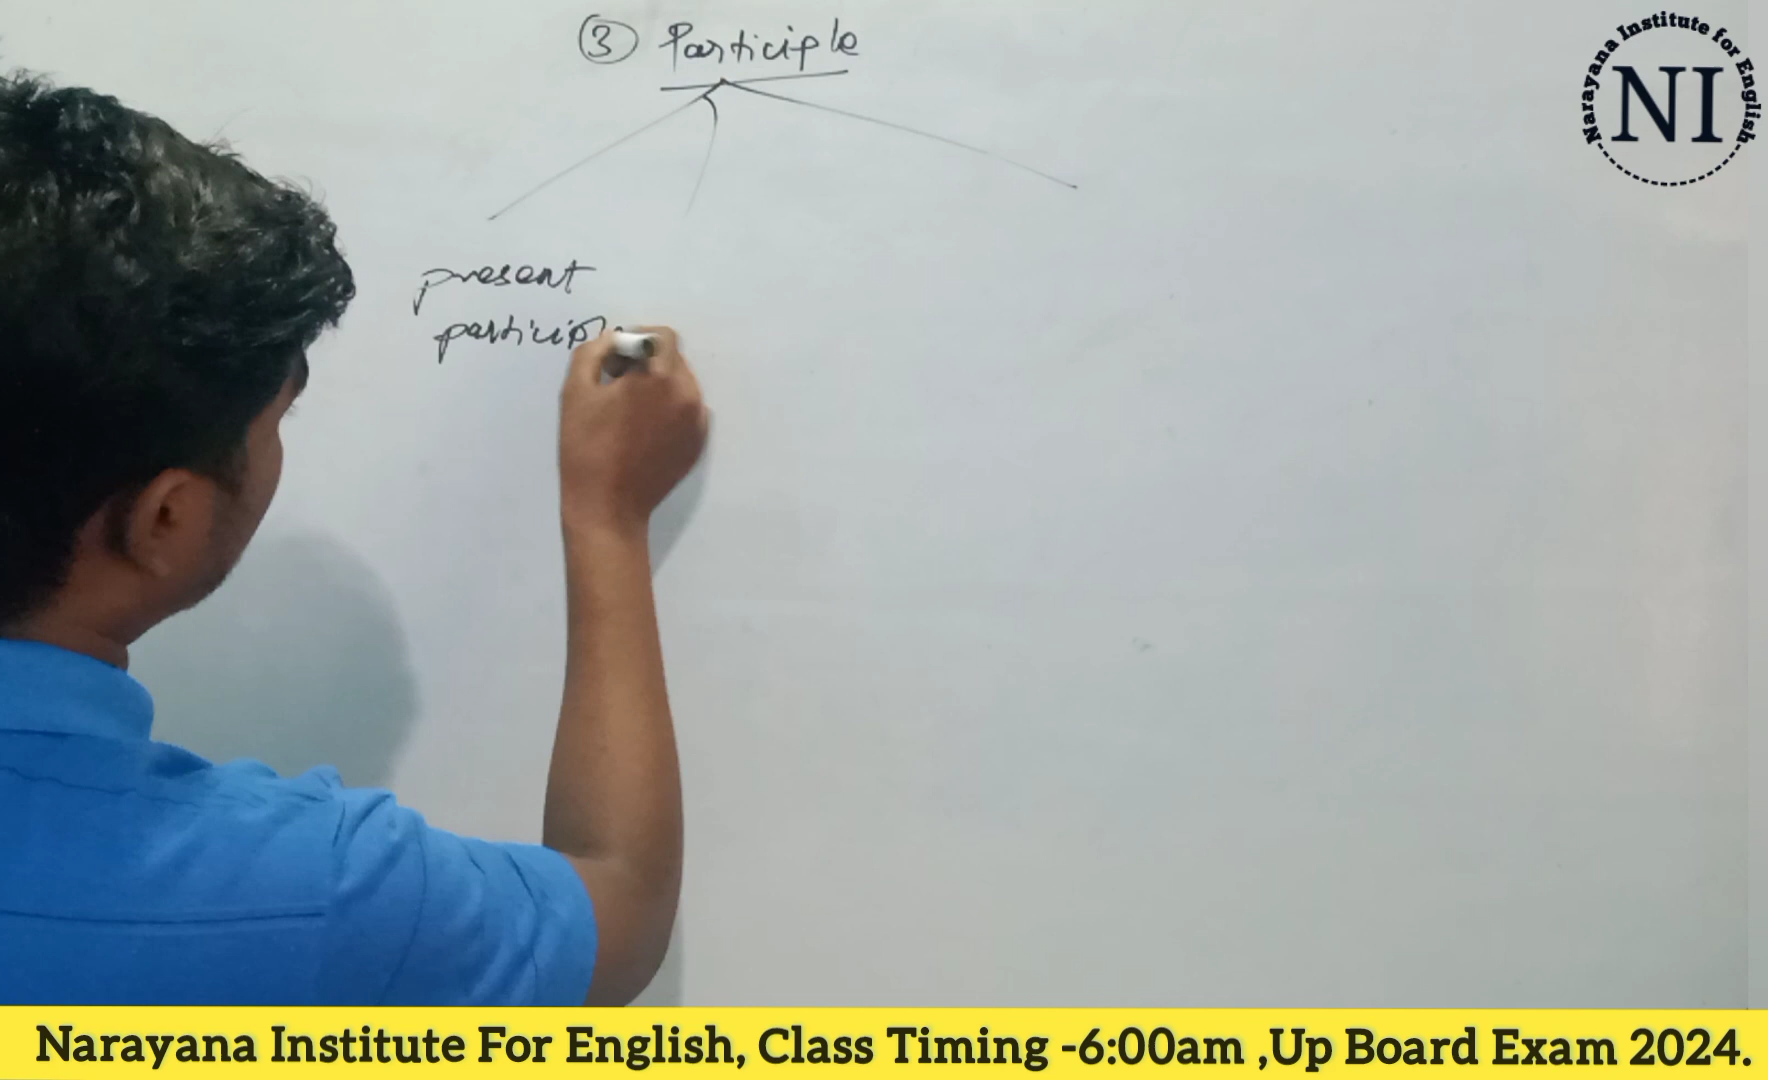 ③ Participle
Narayana Institute for English
NI
present
participle
Narayana Institute For English, Class Timing -6:00am ,Up Board Exam 2024.